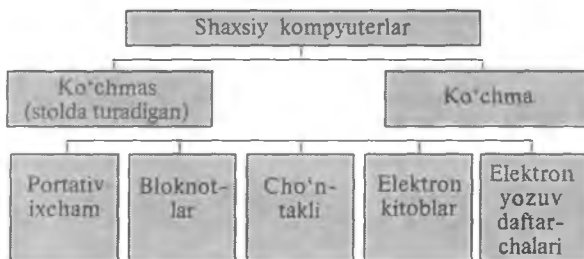 Shaxsiy kompyuterlar
Ko‘chmas
(stolda turadigan)
Ko‘chma
Portativ
ixcham
Bloknot-
lar
Cho‘n-
takli
Elektron
kitoblar
Elektron
yozuv
daftar-
chalari